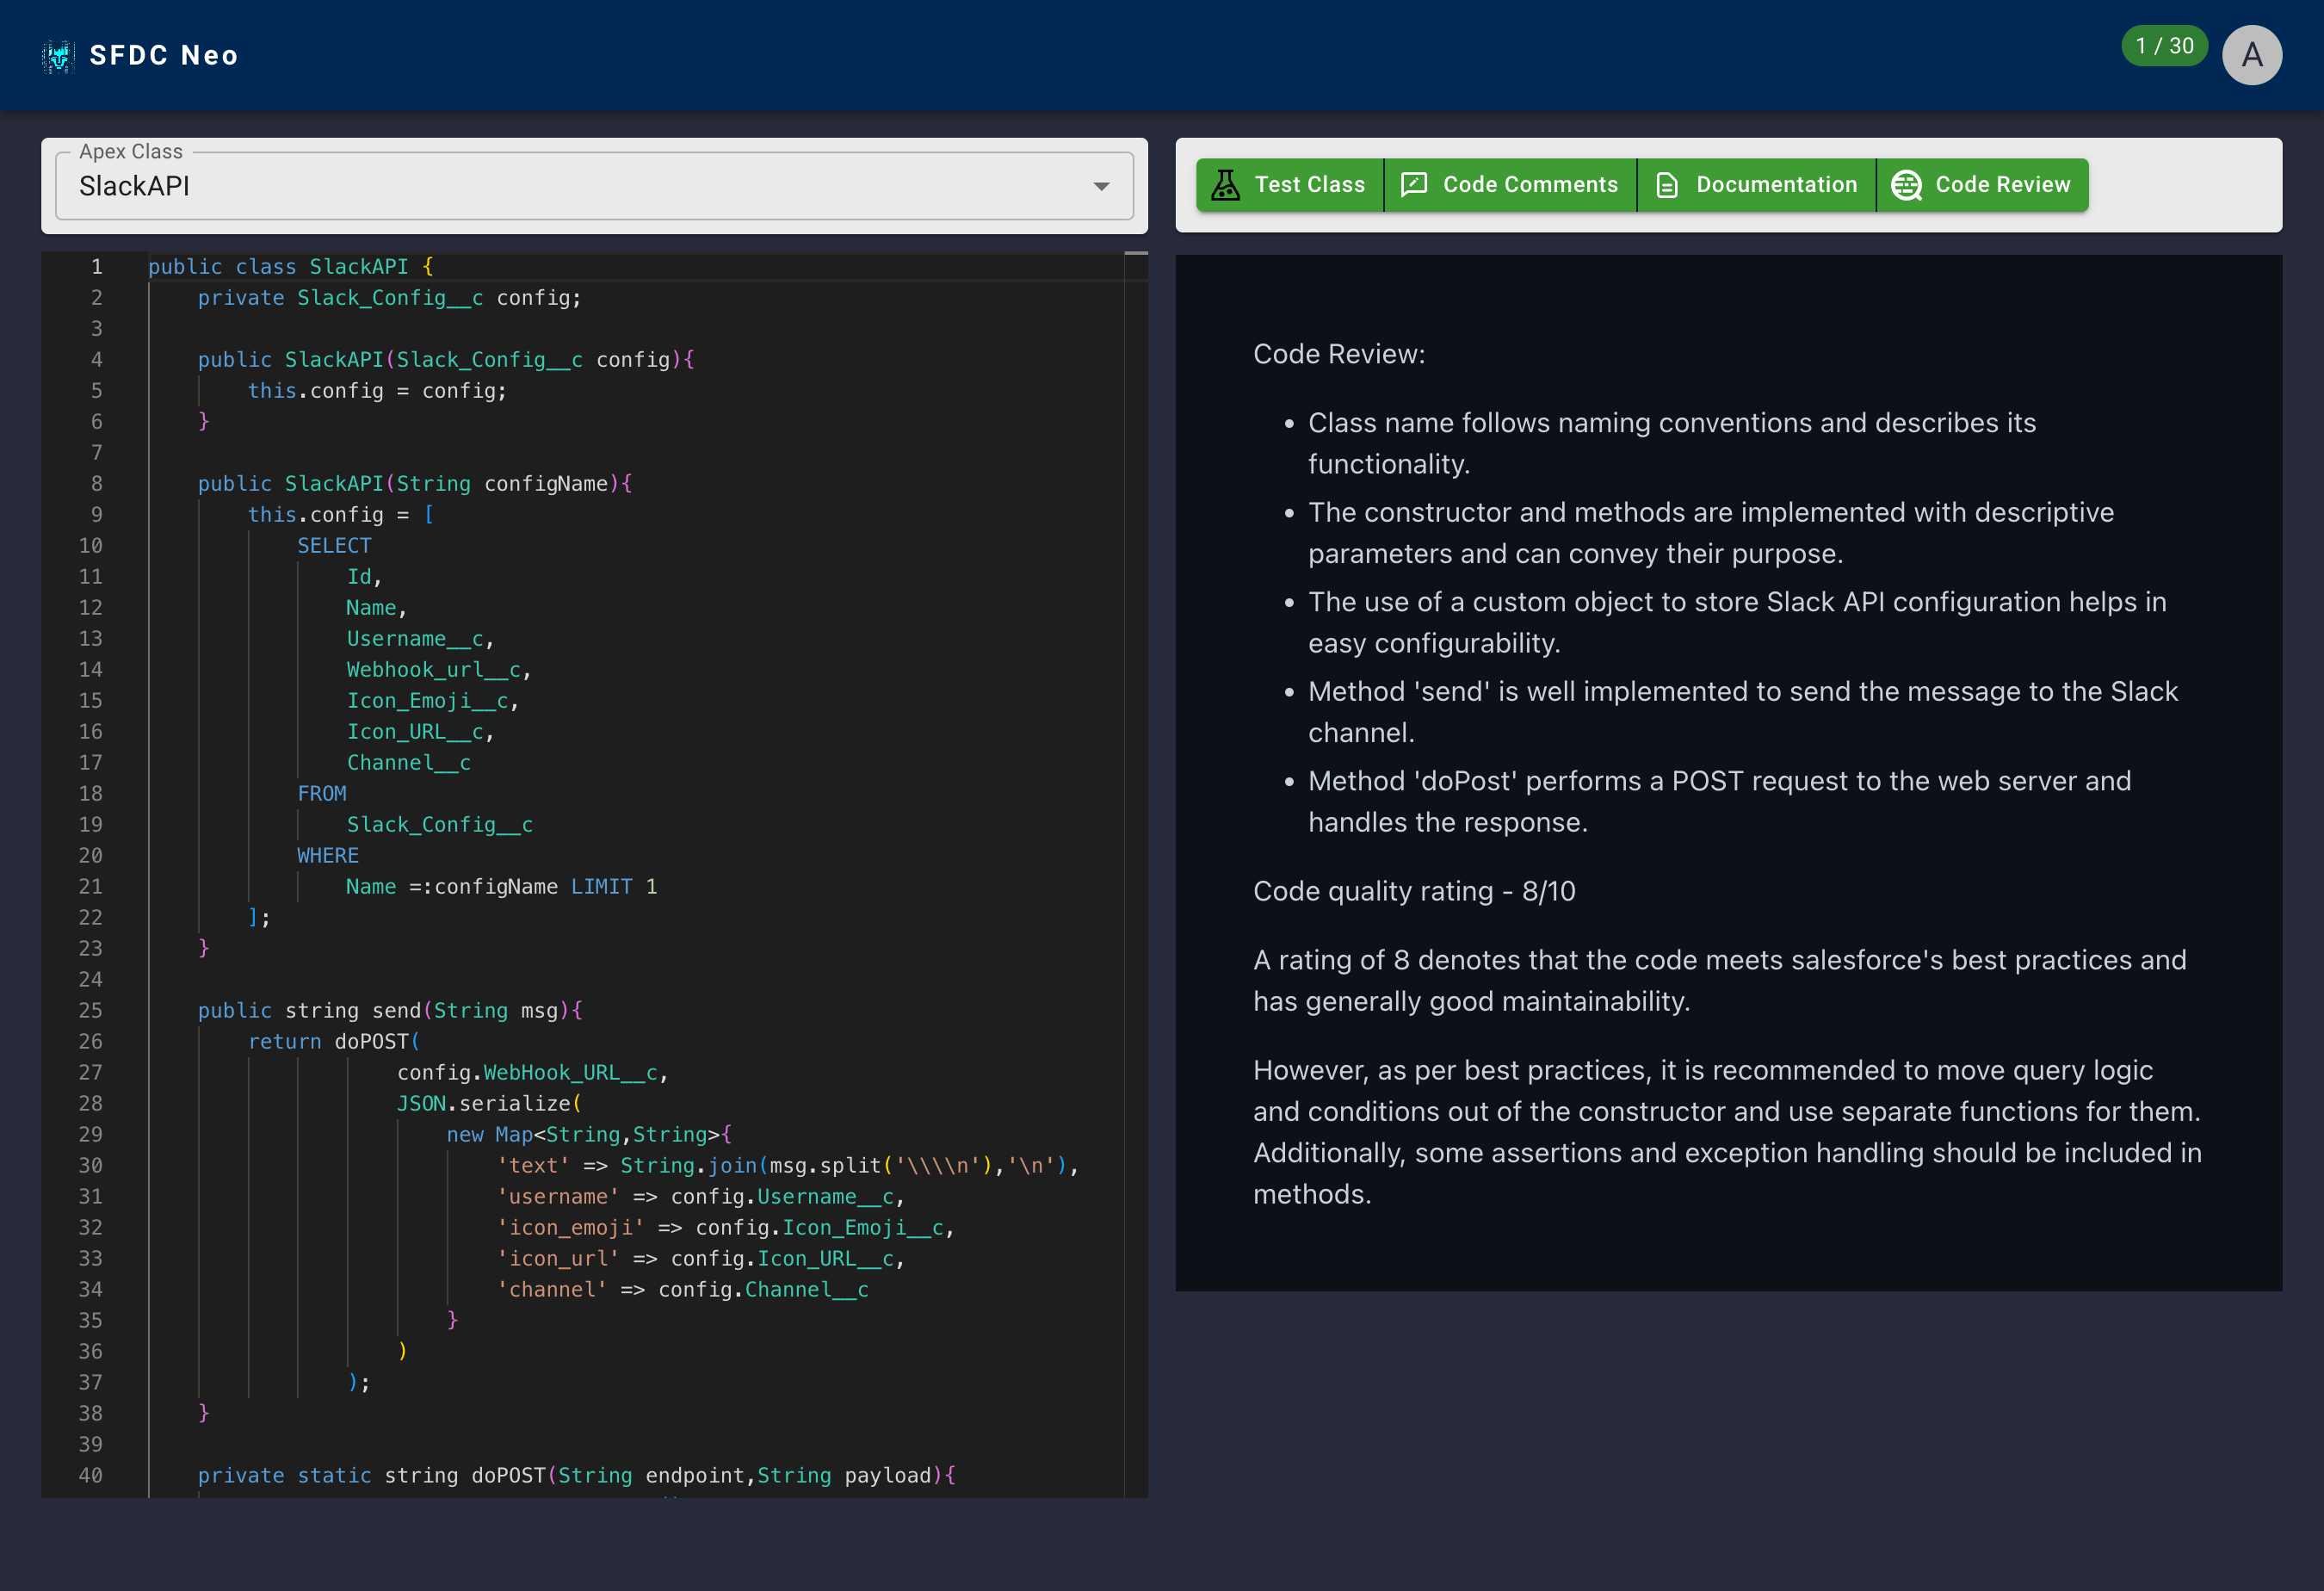 SFDC Neo
1 / 30
A
Apex Class
SlackAPI
Test Class
Code Comments
Documentation
Code Review
1 public class SlackAPI {
2 private Slack_Config__c config;
3
4 public SlackAPI(Slack_Config__c config){
5 this.config = config;
6 }
7
8 public SlackAPI(String configName){
9 this.config = [
10 SELECT
11 Id,
12 Name,
13 Username__c,
14 Webhook_url__c,
15 Icon_Emoji__c,
16 Icon_URL__c,
17 Channel__c
18 FROM
19 Slack_Config__c
20 WHERE
21 Name =:configName LIMIT 1
22 ];
23 }
24
25 public string send(String msg){
26 return doPOST(
27 config.WebHook_URL__c,
28 JSON.serialize(
29 new Map<String,String>{
30 'text' => String.join(msg.split('\\\\n'),'\n'),
31 'username' => config.Username__c,
32 'icon_emoji' => config.Icon_Emoji__c,
33 'icon_url' => config.Icon_URL__c,
34 'channel' => config.Channel__c
35 }
36 )
37 );
38 }
39
40 private static string doPOST(String endpoint,String payload){
Code Review:
• Class name follows naming conventions and describes its
functionality.
• The constructor and methods are implemented with descriptive
parameters and can convey their purpose.
• The use of a custom object to store Slack API configuration helps in
easy configurability.
• Method 'send' is well implemented to send the message to the Slack
channel.
• Method 'doPost' performs a POST request to the web server and
handles the response.
Code quality rating - 8/10
A rating of 8 denotes that the code meets salesforce's best practices and
has generally good maintainability.
However, as per best practices, it is recommended to move query logic
and conditions out of the constructor and use separate functions for them.
Additionally, some assertions and exception handling should be included in
methods.